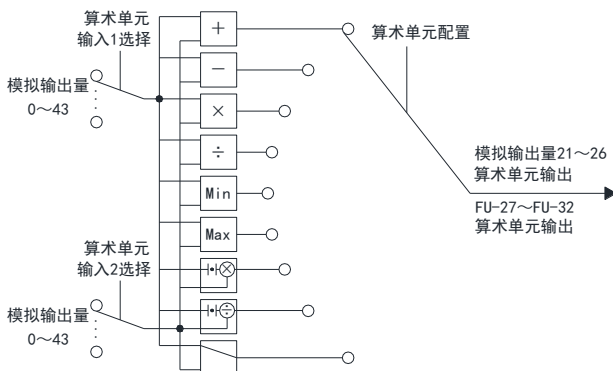 算术单元
输入1选择
模拟输出量
0～43
算术单元
输入2选择
模拟输出量
0～43
+
−
×
÷
Min
Max
×
÷
算术单元配置
模拟输出量21～26
算术单元输出
FU-27～FU-32
算术单元输出